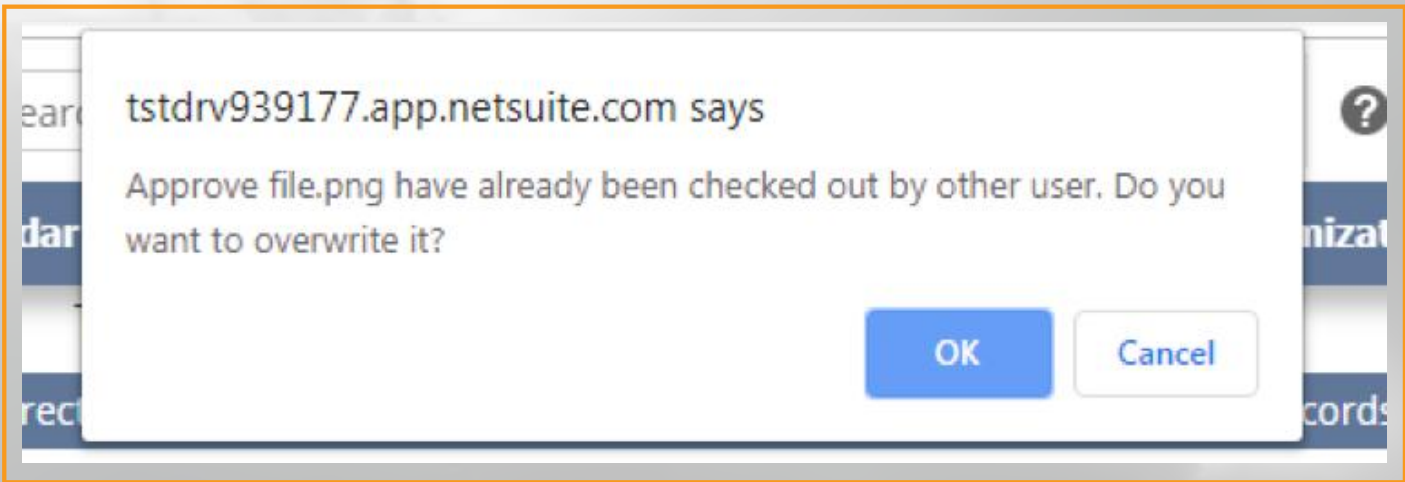 tstdrv939177.app.netsuite.com says
Approve file.png have already been checked out by other user. Do you
want to overwrite it?
OK Cancel